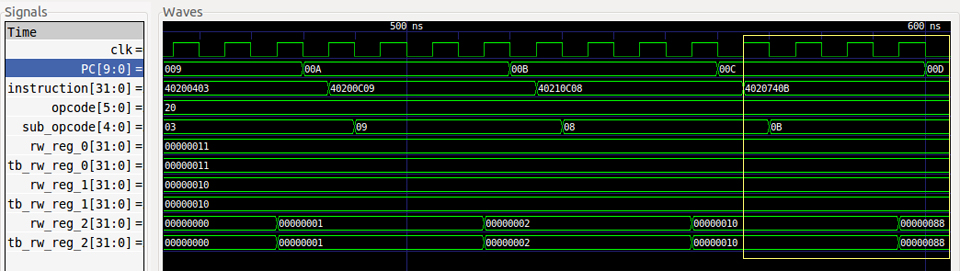 Signals Waves
Time 500 ns 600 ns
clk =
PC[9:0] = 009 00A 00B 00C 00D
instruction[31:0] = 40200403 40200C09 40210C08 4020740B
opcode[5:0] = 20
sub_opcode[4:0] = 03 09 08 0B
rw_reg_0[31:0] = 00000011
tb_rw_reg_0[31:0] = 00000011
rw_reg_1[31:0] = 00000010
tb_rw_reg_1[31:0] = 00000010
rw_reg_2[31:0] = 00000000 00000001 00000002 00000010 00000088
tb_rw_reg_2[31:0] = 00000000 00000001 00000002 00000010 00000088